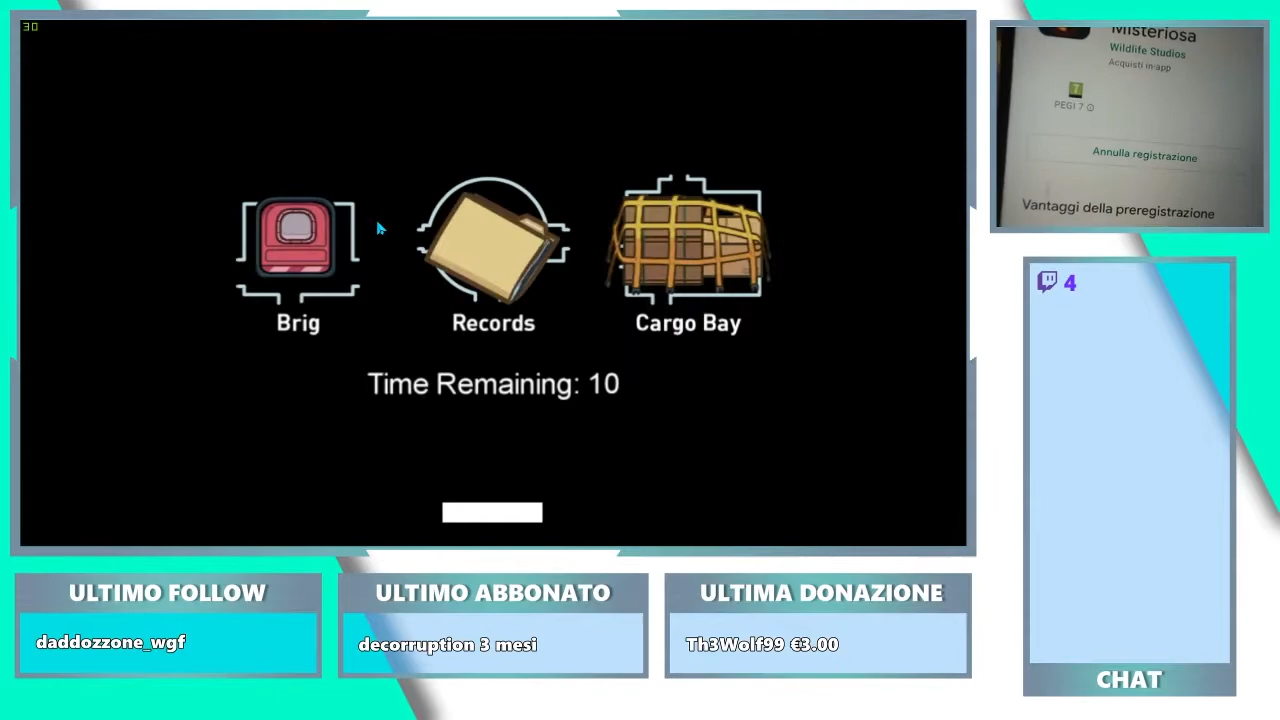 30
Brig
Records
Cargo Bay
Time Remaining: 10
Misteriosa
Wildlife Studios
Acquisti in-app
7
PEGI 7
Annulla registrazione
Vantaggi della preregistrazione
4
CHAT
ULTIMO FOLLOW
daddozzone_wgf
ULTIMO ABBONATO
decorruption 3 mesi
ULTIMA DONAZIONE
Th3Wolf99 €3.00